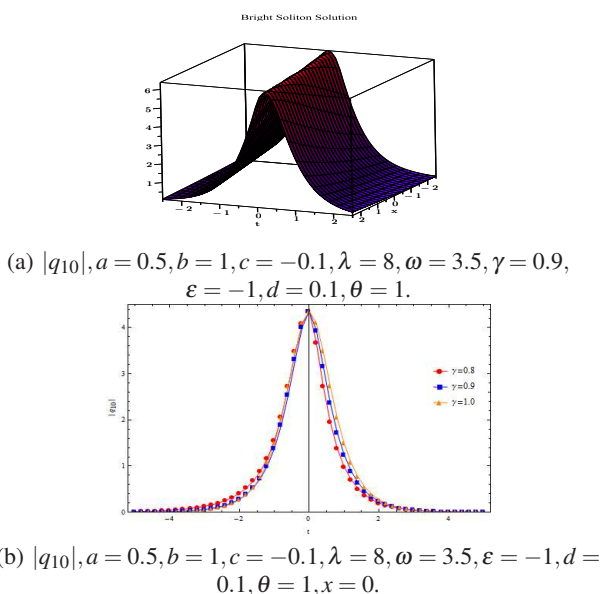 Bright Soliton Solution
6
5
4
3
2
1
−2 −1 0 1 2
t
2 1 0 −1 −2
x
(a) |q₁₀|, a = 0.5, b = 1, c = −0.1, λ = 8, ω = 3.5, γ = 0.9,
ε = −1, d = 0.1, θ = 1.
4
3
2
1
0
|q₁₀|
γ=0.8
γ=0.9
γ=1.0
−4 −2 0 2 4
t
b) |q₁₀|, a = 0.5, b = 1, c = −0.1, λ = 8, ω = 3.5, ε = −1, d =
0.1, θ = 1, x = 0.